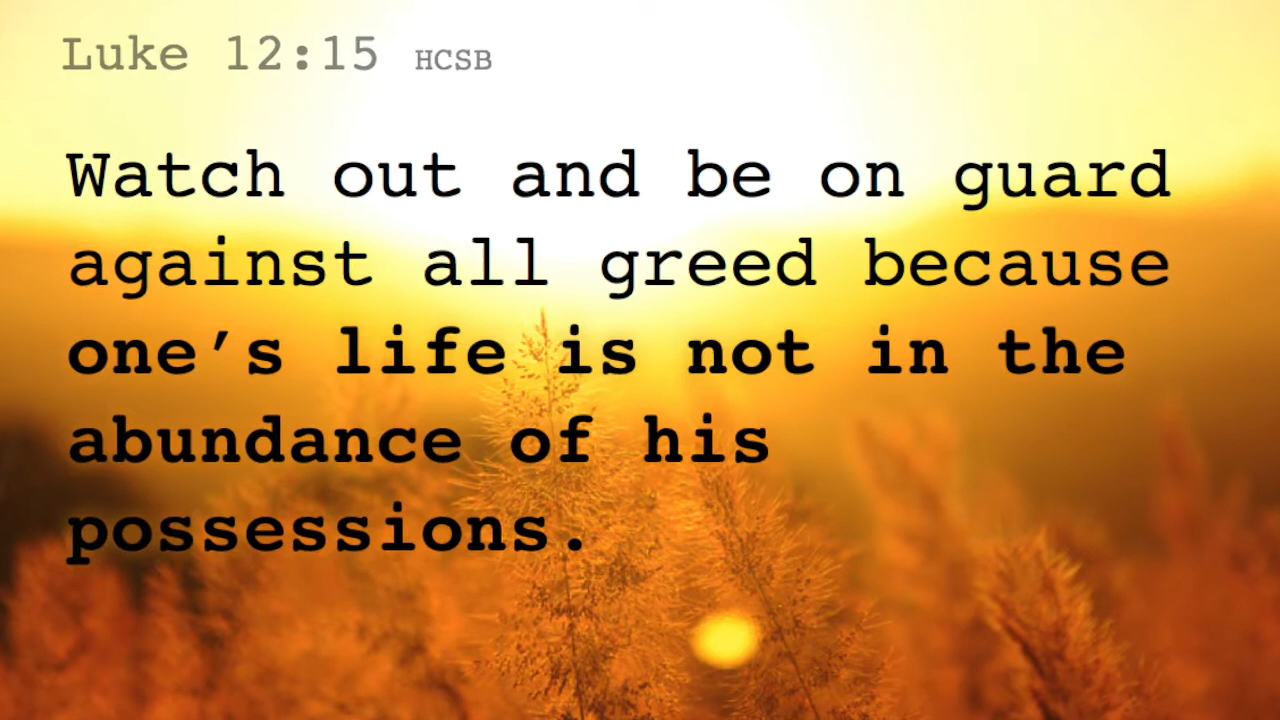 Luke 12:15 HCSB
Watch out and be on guard
against all greed because
one’s life is not in the
abundance of his
possessions.